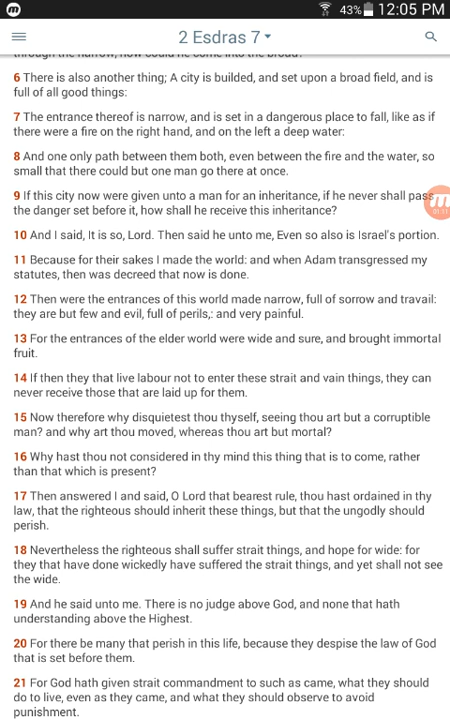 43% 12:05 PM
2 Esdras 7
through the narrow, how could he come into the broad?
6 There is also another thing; A city is builded, and set upon a broad field, and is
full of all good things:
7 The entrance thereof is narrow, and is set in a dangerous place to fall, like as if
there were a fire on the right hand, and on the left a deep water:
8 And one only path between them both, even between the fire and the water, so
small that there could but one man go there at once.
9 If this city now were given unto a man for an inheritance, if he never shall pass
the danger set before it, how shall he receive this inheritance?
01:11
10 And I said, It is so, Lord. Then said he unto me, Even so also is Israel's portion.
11 Because for their sakes I made the world: and when Adam transgressed my
statutes, then was decreed that now is done.
12 Then were the entrances of this world made narrow, full of sorrow and travail:
they are but few and evil, full of perils,: and very painful.
13 For the entrances of the elder world were wide and sure, and brought immortal
fruit.
14 If then they that live labour not to enter these strait and vain things, they can
never receive those that are laid up for them.
15 Now therefore why disquietest thou thyself, seeing thou art but a corruptible
man? and why art thou moved, whereas thou art but mortal?
16 Why hast thou not considered in thy mind this thing that is to come, rather
than that which is present?
17 Then answered I and said, O Lord that bearest rule, thou hast ordained in thy
law, that the righteous should inherit these things, but that the ungodly should
perish.
18 Nevertheless the righteous shall suffer strait things, and hope for wide: for
they that have done wickedly have suffered the strait things, and yet shall not see
the wide.
19 And he said unto me. There is no judge above God, and none that hath
understanding above the Highest.
20 For there be many that perish in this life, because they despise the law of God
that is set before them.
21 For God hath given strait commandment to such as came, what they should
do to live, even as they came, and what they should observe to avoid
punishment.